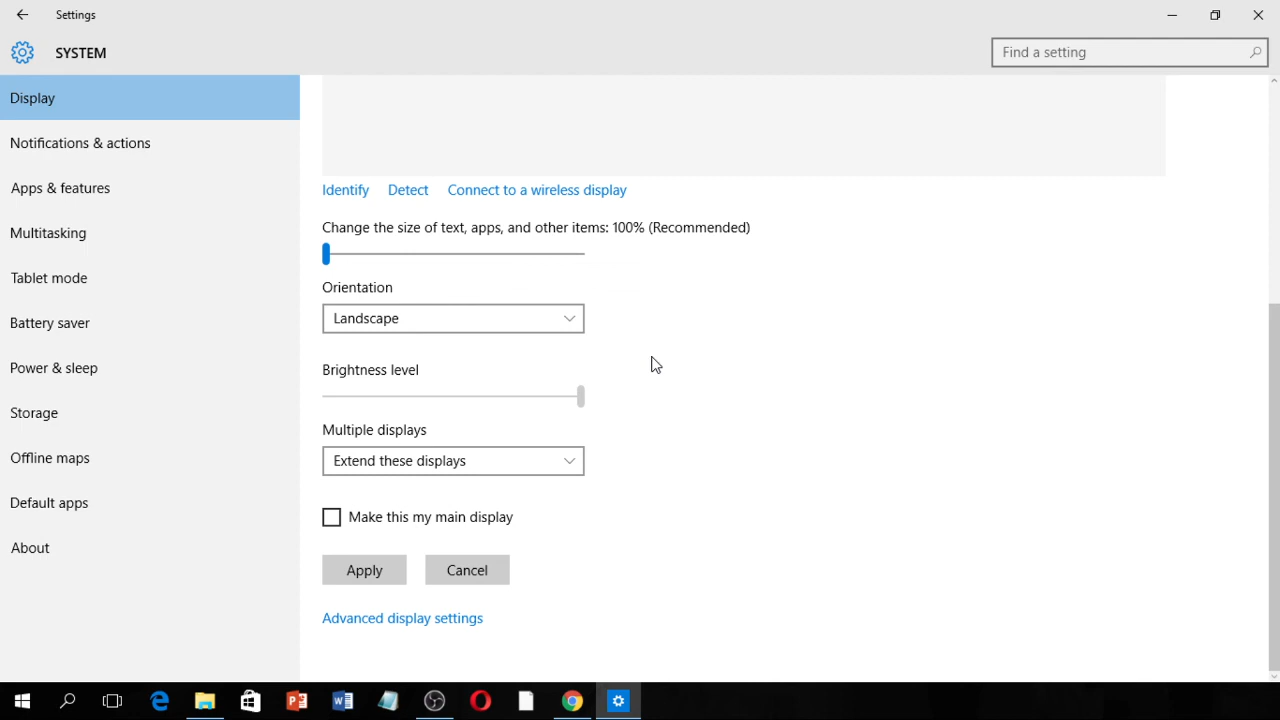 Settings
SYSTEM
Find a setting
Display
Notifications & actions
Apps & features
Multitasking
Tablet mode
Battery saver
Power & sleep
Storage
Offline maps
Default apps
About
Identify Detect Connect to a wireless display
Change the size of text, apps, and other items: 100% (Recommended)
Orientation
Landscape
Brightness level
Multiple displays
Extend these displays
Make this my main display
Apply Cancel
Advanced display settings